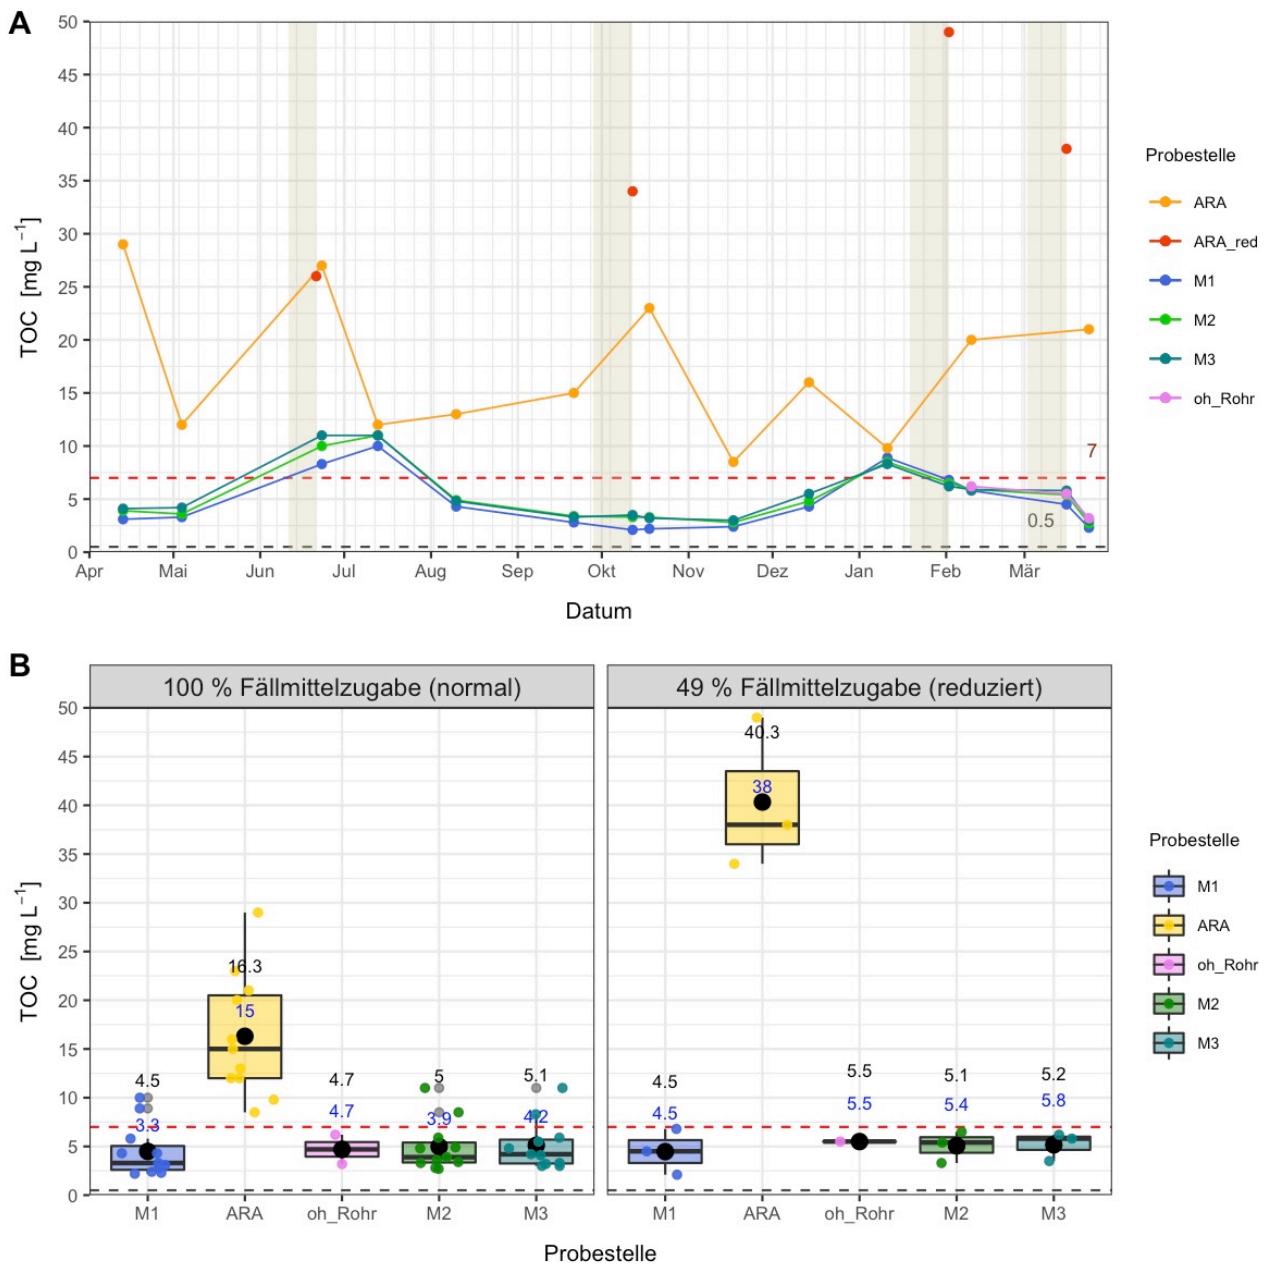 A
50
45
40
35
30
25
20
15
10
5
0
TOC [mg L⁻¹]
7
0.5
Apr Mai Jun Jul Aug Sep Okt Nov Dez Jan Feb Mär
Datum
Probestelle
ARA
ARA_red
M1
M2
M3
oh_Rohr
B
100 % Fällmittelzugabe (normal) 49 % Fällmittelzugabe (reduziert)
50
45
40
35
30
25
20
15
10
5
0
TOC [mg L⁻¹]
4.5 16.3 4.7 5 5.1
3.3 15 4.7 3.9 4.2
4.5 40.3 5.5 5.1 5.2
4.5 38 5.5 5.4 5.8
M1 ARA oh_Rohr M2 M3 M1 ARA oh_Rohr M2 M3
Probestelle
Probestelle
M1
ARA
oh_Rohr
M2
M3